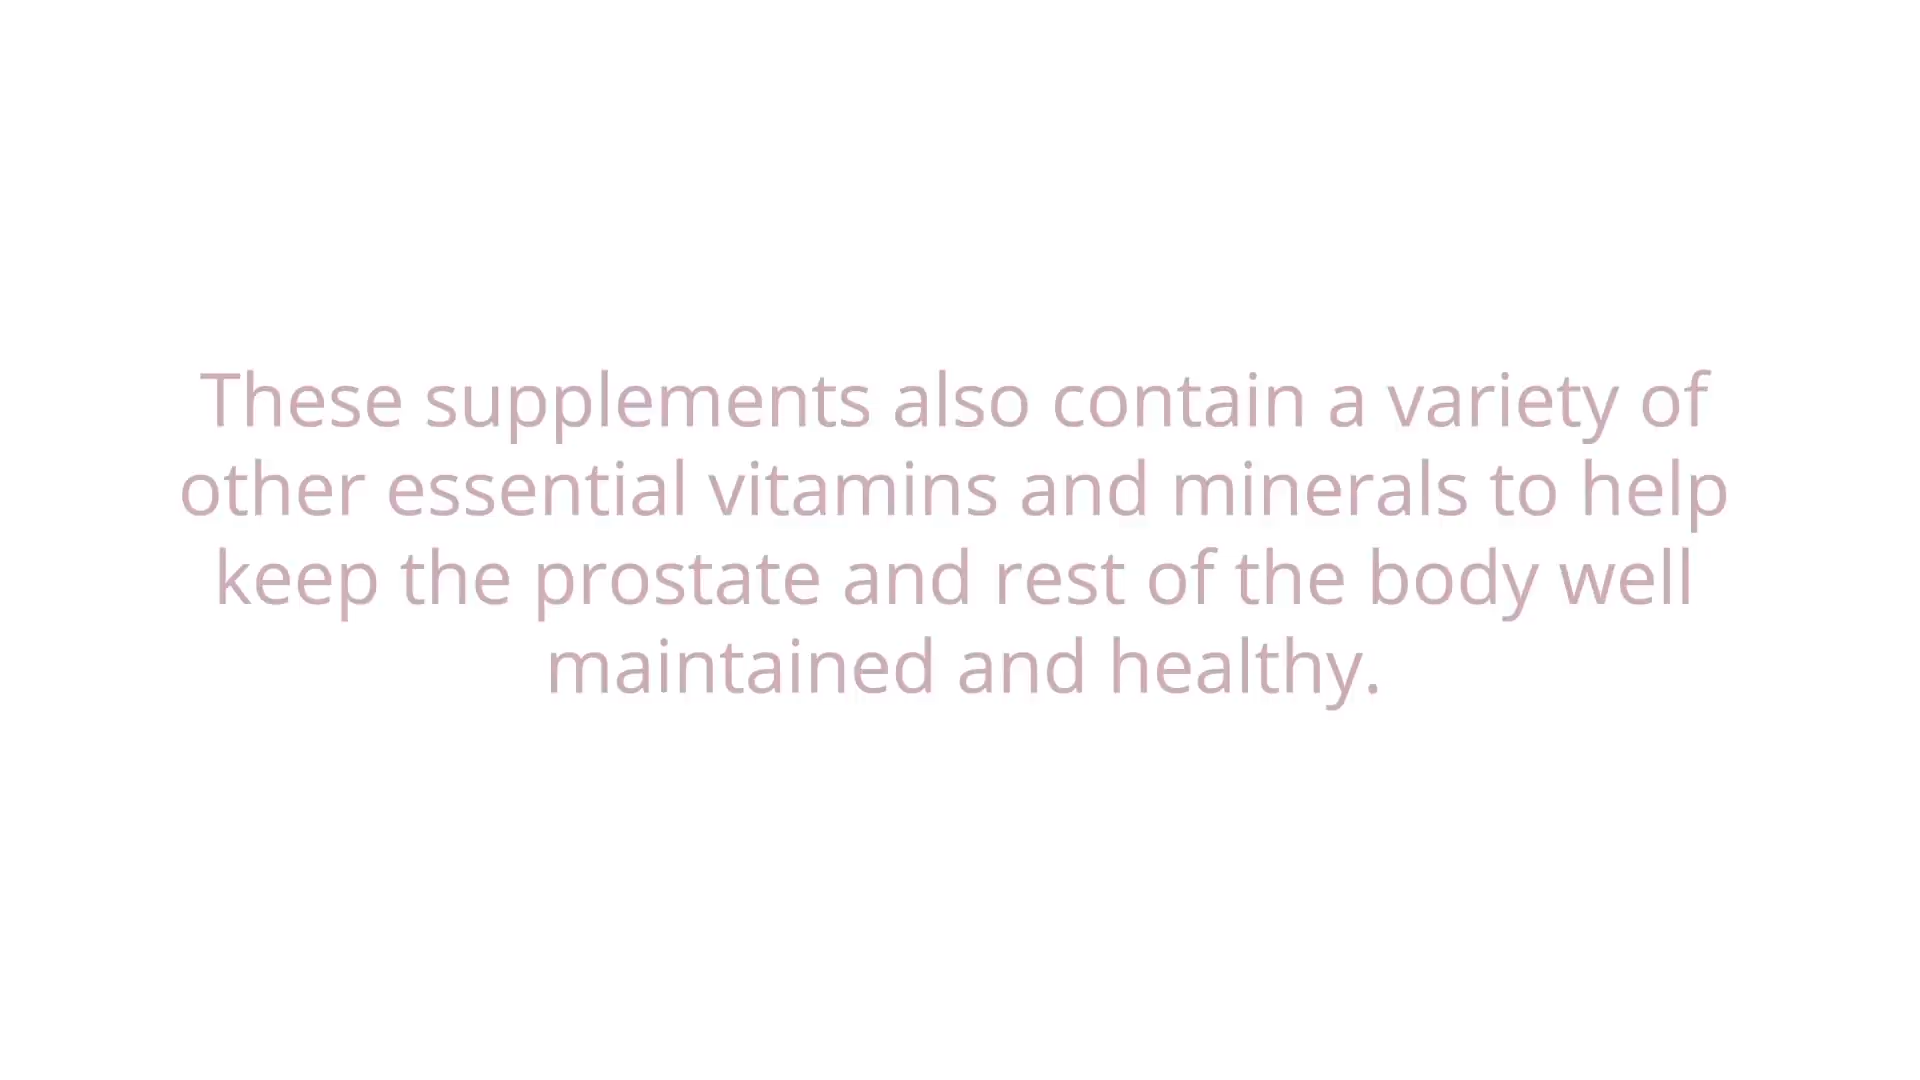 These supplements also contain a variety of
other essential vitamins and minerals to help
keep the prostate and rest of the body well
maintained and healthy.